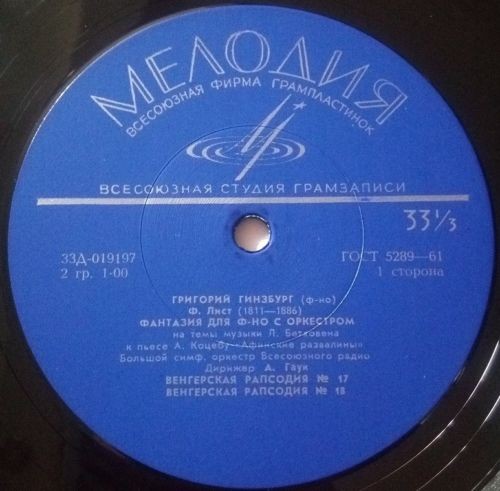 МЕЛОДИЯ
ВСЕСОЮЗНАЯ ФИРМА ГРАМПЛАСТИНОК
ВСЕСОЮЗНАЯ СТУДИЯ ГРАМЗАПИСИ
33⅓
33Д-019197
2 гр. 1-00
ГОСТ 5289—61
1 сторона
ГРИГОРИЙ ГИНЗБУРГ (ф-но)
Ф. Лист (1811—1886)
ФАНТАЗИЯ ДЛЯ Ф-НО С ОРКЕСТРОМ
на темы музыки Л. Бетховена
к пьесе А. Коцебу «Афинские развалины»
Большой симф. оркестр Всесоюзного радио
Дирижер А. Гаук
ВЕНГЕРСКАЯ РАПСОДИЯ № 17
ВЕНГЕРСКАЯ РАПСОДИЯ № 18